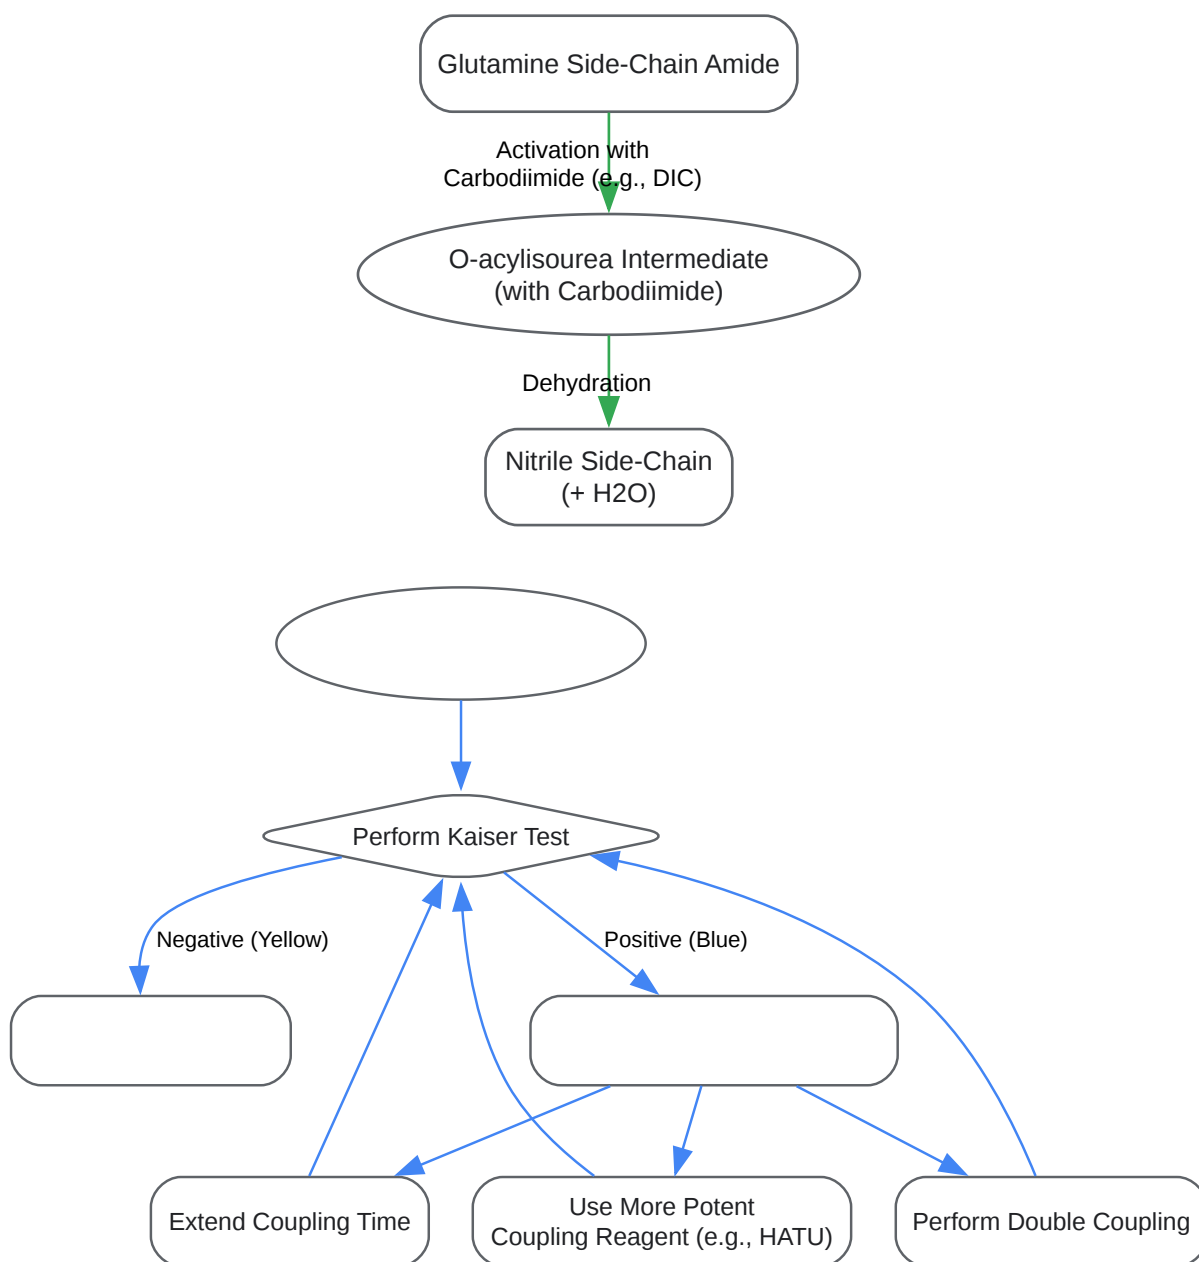 Glutamine Side-Chain Amide
Activation with
Carbodiimide (e.g., DIC)
O-acylisourea Intermediate
(with Carbodiimide)
Dehydration
Nitrile Side-Chain
(+ H2O)
Perform Kaiser Test
Negative (Yellow)
Positive (Blue)
Extend Coupling Time
Use More Potent
Coupling Reagent (e.g., HATU)
Perform Double Coupling